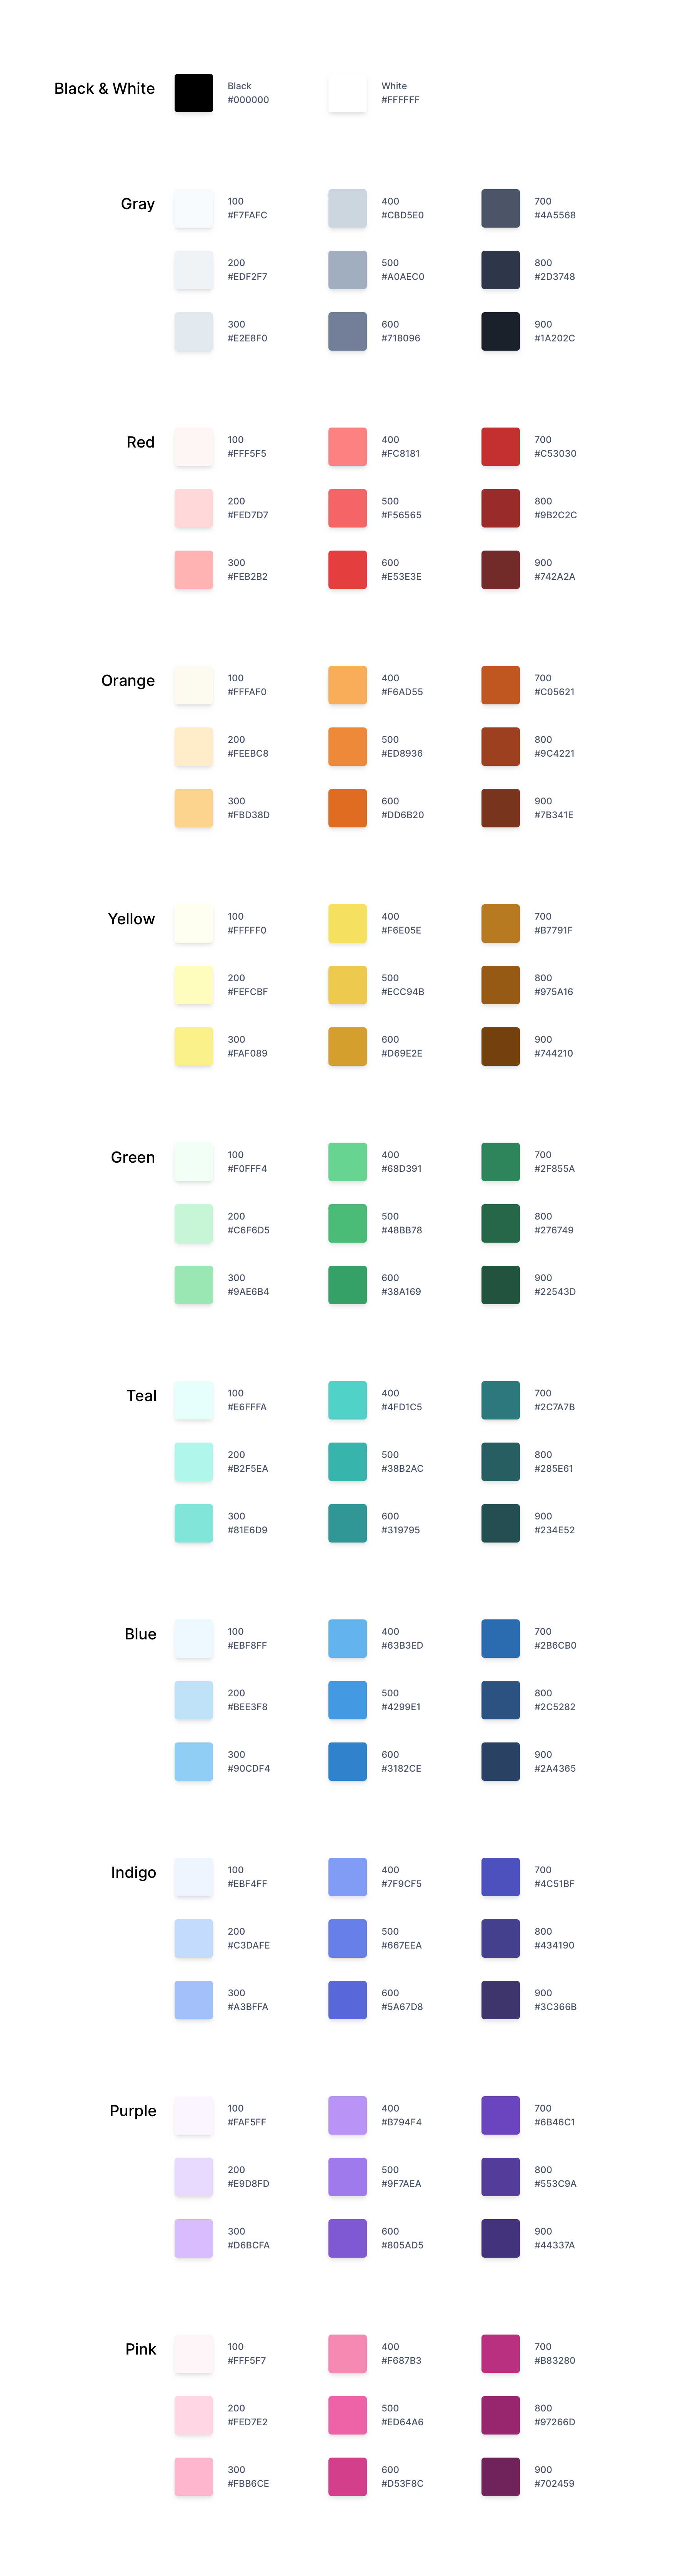 Black & White
Black
#000000
White
#FFFFFF
Gray
100
#F7FAFC
400
#CBD5E0
700
#4A5568
200
#EDF2F7
500
#A0AEC0
800
#2D3748
300
#E2E8F0
600
#718096
900
#1A202C
Red
100
#FFF5F5
400
#FC8181
700
#C53030
200
#FED7D7
500
#F56565
800
#9B2C2C
300
#FEB2B2
600
#E53E3E
900
#742A2A
Orange
100
#FFFAF0
400
#F6AD55
700
#C05621
200
#FEEBC8
500
#ED8936
800
#9C4221
300
#FBD38D
600
#DD6B20
900
#7B341E
Yellow
100
#FFFFF0
400
#F6E05E
700
#B7791F
200
#FEFCBF
500
#ECC94B
800
#975A16
300
#FAF089
600
#D69E2E
900
#744210
Green
100
#F0FFF4
400
#68D391
700
#2F855A
200
#C6F6D5
500
#48BB78
800
#276749
300
#9AE6B4
600
#38A169
900
#22543D
Teal
100
#E6FFFA
400
#4FD1C5
700
#2C7A7B
200
#B2F5EA
500
#38B2AC
800
#285E61
300
#81E6D9
600
#319795
900
#234E52
Blue
100
#EBF8FF
400
#63B3ED
700
#2B6CB0
200
#BEE3F8
500
#4299E1
800
#2C5282
300
#90CDF4
600
#3182CE
900
#2A4365
Indigo
100
#EBF4FF
400
#7F9CF5
700
#4C51BF
200
#C3DAFE
500
#667EEA
800
#434190
300
#A3BFFA
600
#5A67D8
900
#3C366B
Purple
100
#FAF5FF
400
#B794F4
700
#6B46C1
200
#E9D8FD
500
#9F7AEA
800
#553C9A
300
#D6BCFA
600
#805AD5
900
#44337A
Pink
100
#FFF5F7
400
#F687B3
700
#B83280
200
#FED7E2
500
#ED64A6
800
#97266D
300
#FBB6CE
600
#D53F8C
900
#702459